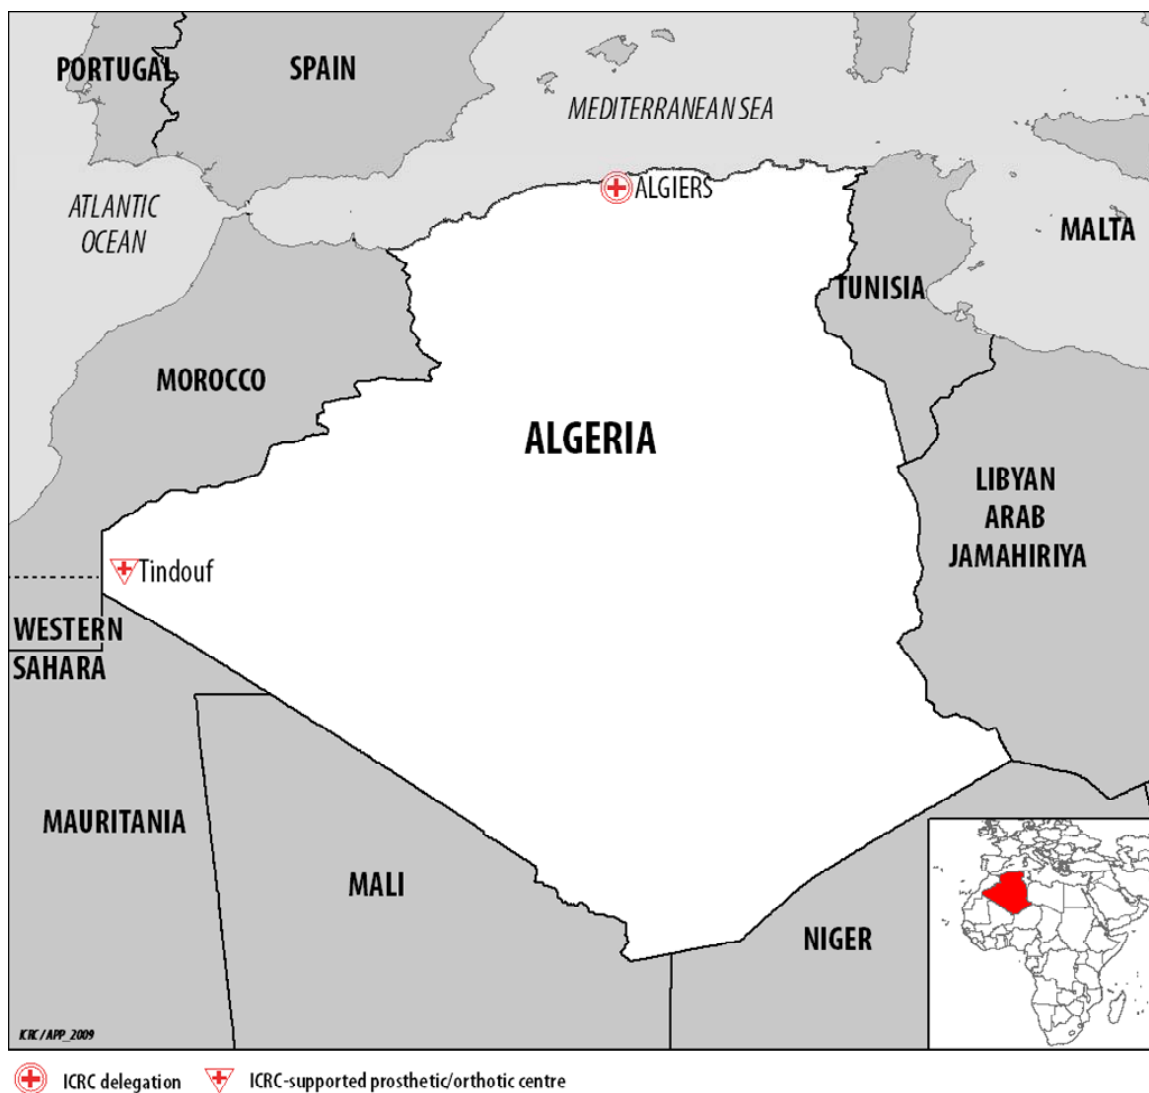 PORTUGAL
SPAIN
MEDITERRANEAN SEA
ALGIERS
ATLANTIC
OCEAN
MALTA
TUNISIA
MOROCCO
ALGERIA
LIBYAN
ARAB
JAMAHIRIYA
Tindouf
WESTERN
SAHARA
MAURITANIA
MALI
NIGER
ICRC/APP_2009
ICRC delegation
ICRC-supported prosthetic/orthotic centre